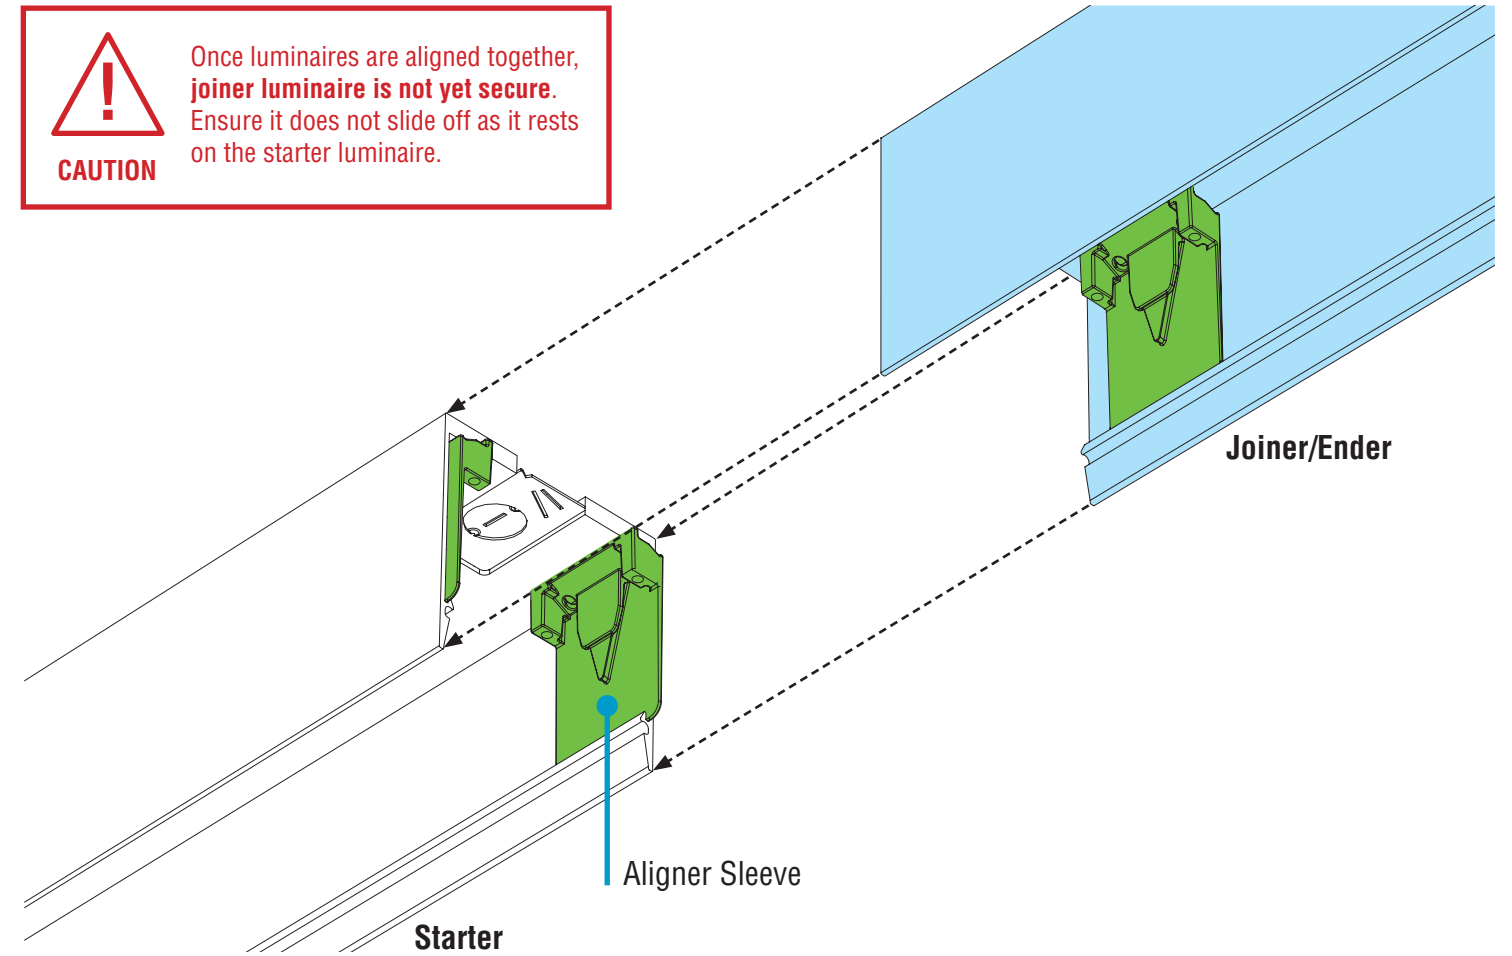 Once luminaires are aligned together,
joiner luminaire is not yet secure.
Ensure it does not slide off as it rests
on the starter luminaire.
!
CAUTION
Joiner/Ender
Aligner Sleeve
Starter